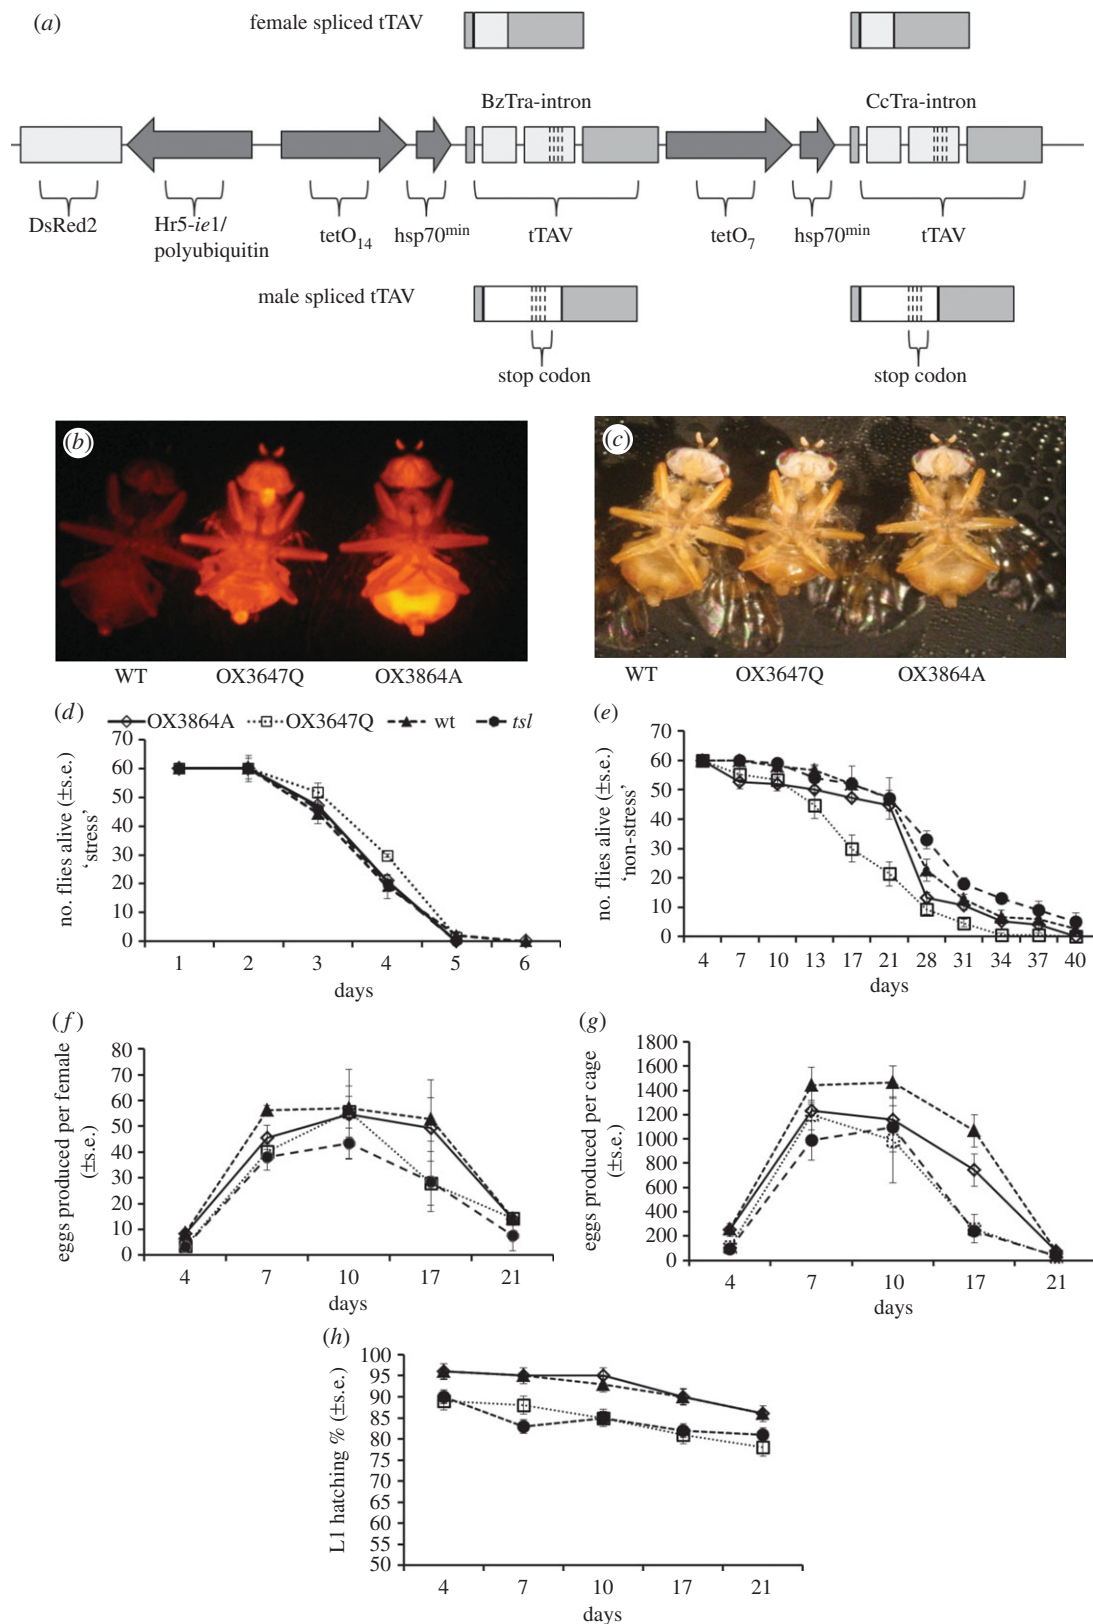 (a)
female spliced tTAV
BzTra-intron
CcTra-intron
DsRed2
Hr5-ie1/
polyubiquitin
tetO14
hsp70min
tTAV
tetO7
hsp70min
tTAV
male spliced tTAV
stop codon
stop codon
(b)
WT
OX3647Q
OX3864A
(c)
WT
OX3647Q
OX3864A
(d)
OX3864A
OX3647Q
wt
tsl
no. flies alive (±s.e.)
‘stress’
70
60
50
40
30
20
10
0
1 2 3 4 5 6
days
(e)
no. flies alive (±s.e.)
‘non-stress’
70
60
50
40
30
20
10
0
4 7 10 13 17 21 28 31 34 37 40
days
(f)
eggs produced per female
(±s.e.)
80
70
60
50
40
30
20
10
0
4 7 10 17 21
days
(g)
eggs produced per cage
(±s.e.)
1800
1600
1400
1200
1000
800
600
400
200
0
4 7 10 17 21
days
(h)
L1 hatching % (±s.e.)
100
95
90
85
80
75
70
65
60
55
50
4 7 10 17 21
days